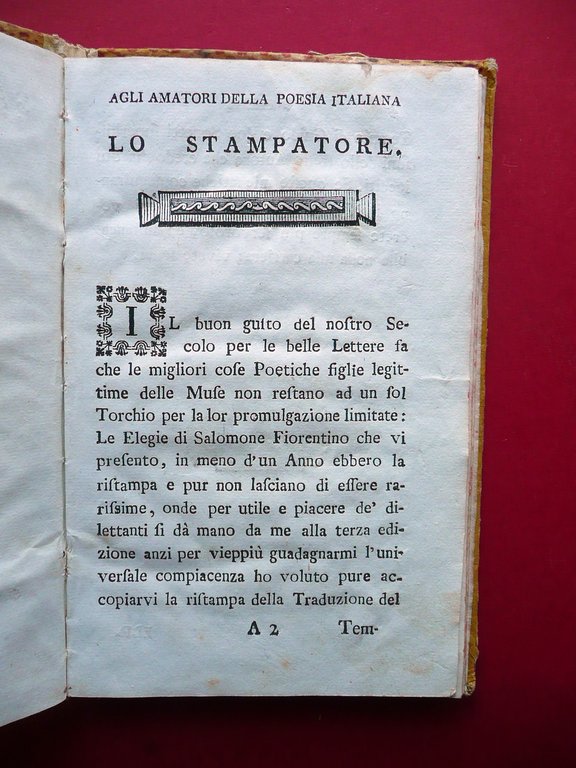 AGLI AMATORI DELLA POESIA ITALIANA
LO STAMPATORE.
IL buon guſto del noſtro Se-
colo per le belle Lettere fa
che le migliori coſe Poetiche figlie legit-
time delle Muſe non reſtano ad un ſol
Torchio per la lor promulgazione limitate:
Le Elegie di Salomone Fiorentino che vi
preſento, in meno d'un Anno ebbero la
riſtampa e pur non laſciano di eſſere ra-
riſſime, onde per utile e piacere de' di-
lettanti ſi dà mano da me alla terza edi-
zione anzi per vieppiù guadagnarmi l'uni-
verſale compiacenza ho voluto pure ac-
copiarvi la riſtampa della Traduzione del
A 2 Tem-